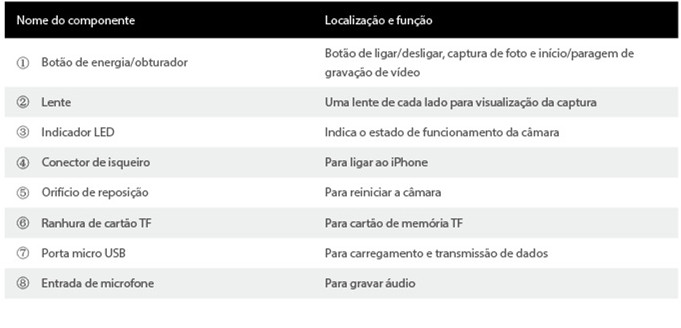 Nome do componente Localização e função
① Botão de energia/obturador Botão de ligar/desligar, captura de foto e início/paragem de
gravação de vídeo
② Lente Uma lente de cada lado para visualização da captura
③ Indicador LED Indica o estado de funcionamento da câmara
④ Conector de isqueiro Para ligar ao iPhone
⑤ Orifício de reposição Para reiniciar a câmara
⑥ Ranhura de cartão TF Para cartão de memória TF
⑦ Porta micro USB Para carregamento e transmissão de dados
⑧ Entrada de microfone Para gravar áudio